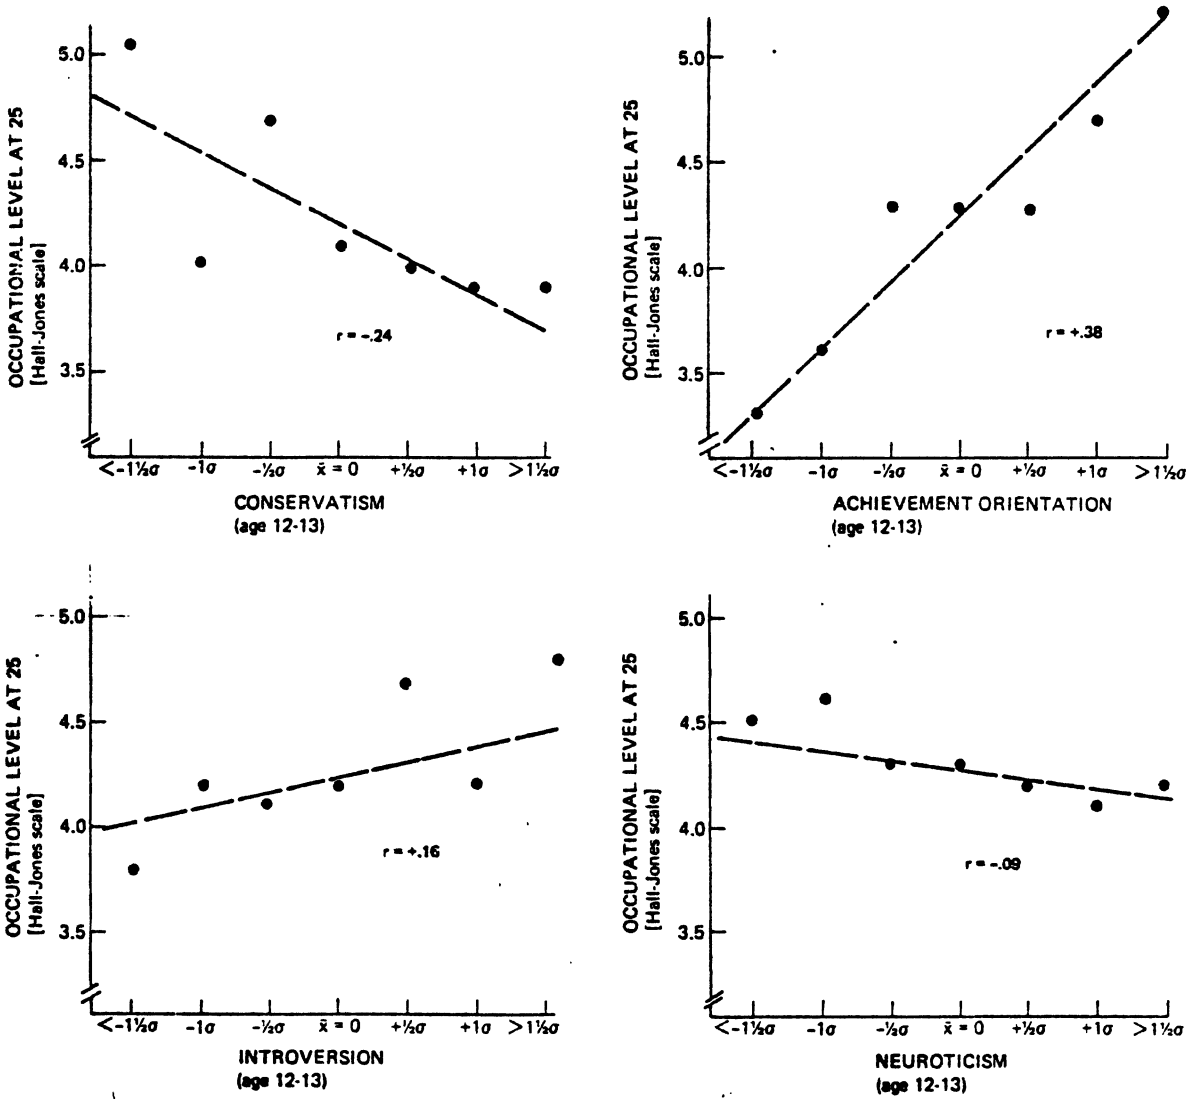 OCCUPATIONAL LEVEL AT 25
[Hall-Jones scale]
5.0
4.5
4.0
3.5
r = -.24
<-1½σ -1σ -½σ x̄ = 0 +½σ +1σ >1½σ
CONSERVATISM
(age 12-13)
OCCUPATIONAL LEVEL AT 25
[Hall-Jones scale]
5.0
4.5
4.0
3.5
r = +.38
<-1½σ -1σ -½σ x̄ = 0 +½σ +1σ >1½σ
ACHIEVEMENT ORIENTATION
(age 12-13)
OCCUPATIONAL LEVEL AT 25
[Hall-Jones scale]
5.0
4.5
4.0
3.5
r = +.16
<-1½σ -1σ -½σ x̄ = 0 +½σ +1σ >1½σ
INTROVERSION
(age 12-13)
OCCUPATIONAL LEVEL AT 25
[Hall-Jones scale]
5.0
4.5
4.0
3.5
r = -.09
<-1½σ -1σ -½σ x̄ = 0 +½σ +1σ >1½σ
NEUROTICISM
(age 12-13)